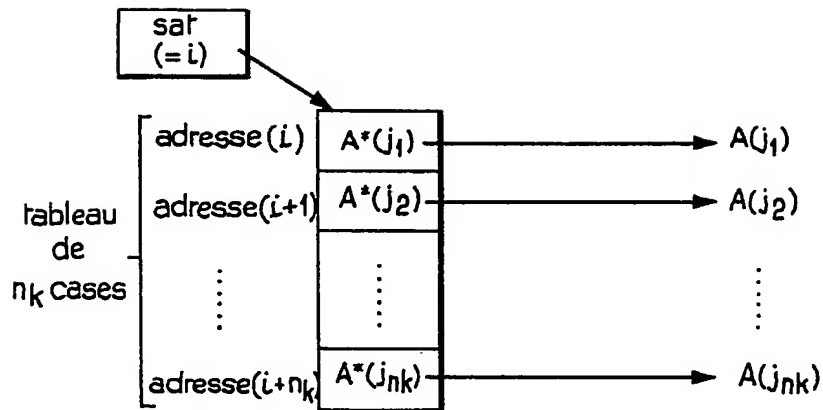 sat
(= i)
adresse(i) A*(j₁) A(j₁)
adresse(i+1) A*(j₂) A(j₂)
tableau
de
nₖ cases
adresse(i+nₖ) A*(jₙₖ) A(jₙₖ)